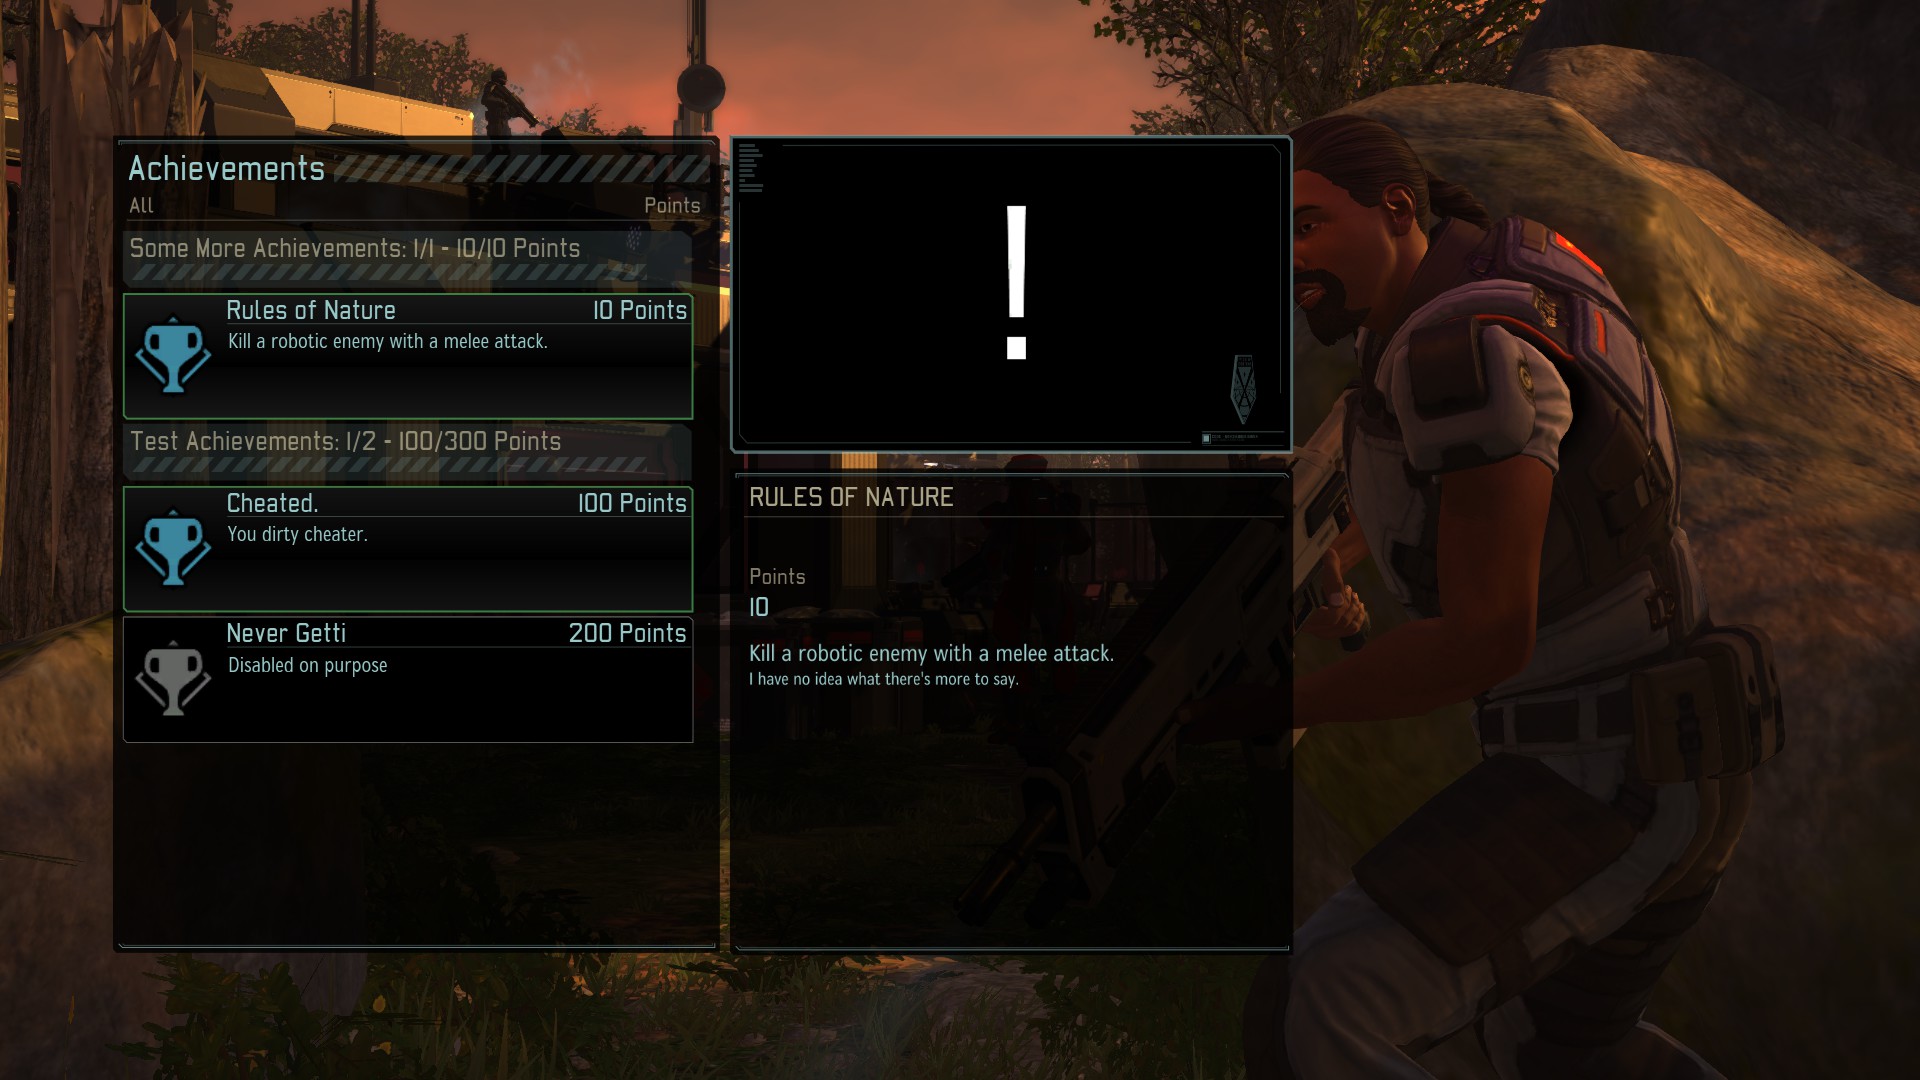 Achievements
All Points
Some More Achievements: 1/1 - 10/10 Points
Rules of Nature 10 Points
Kill a robotic enemy with a melee attack.
Test Achievements: 1/2 - 100/300 Points
Cheated. 100 Points
You dirty cheater.
Never Getti 200 Points
Disabled on purpose
!
RULES OF NATURE
Points
10
Kill a robotic enemy with a melee attack.
I have no idea what there's more to say.